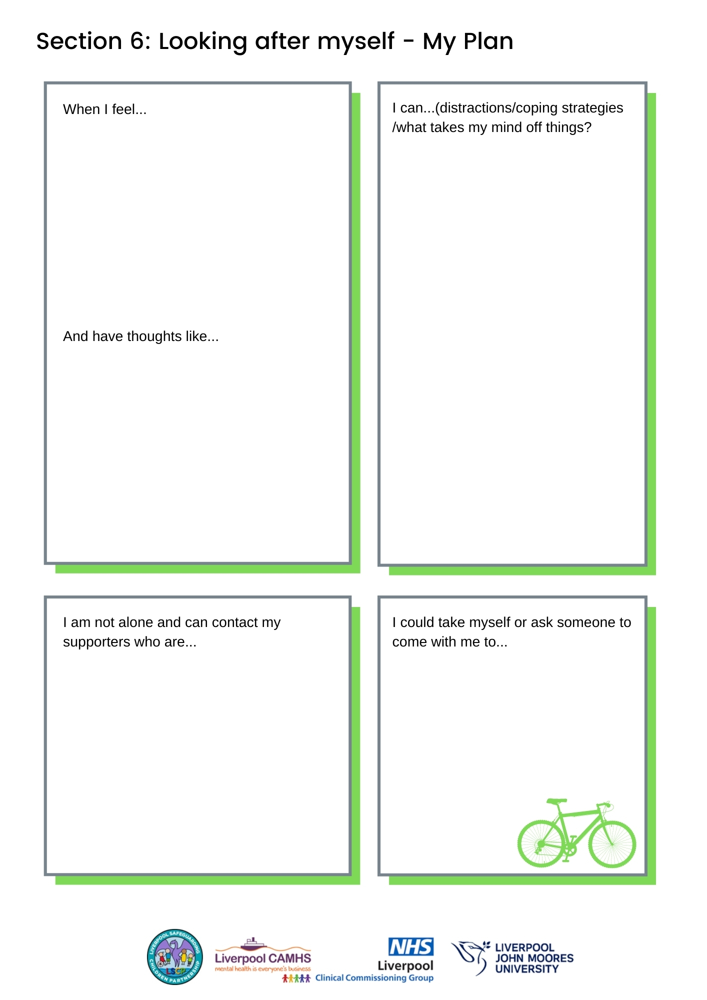 Section 6: Looking after myself - My Plan
When I feel...
And have thoughts like...
I can...(distractions/coping strategies
/what takes my mind off things?
I am not alone and can contact my
supporters who are...
I could take myself or ask someone to
come with me to...
LIVERPOOL SAFEGUARDING
CHILDREN PARTNERSHIP
LSCP
Liverpool CAMHS
mental health is everyone's business
NHS
Liverpool
Clinical Commissioning Group
LIVERPOOL
JOHN MOORES
UNIVERSITY